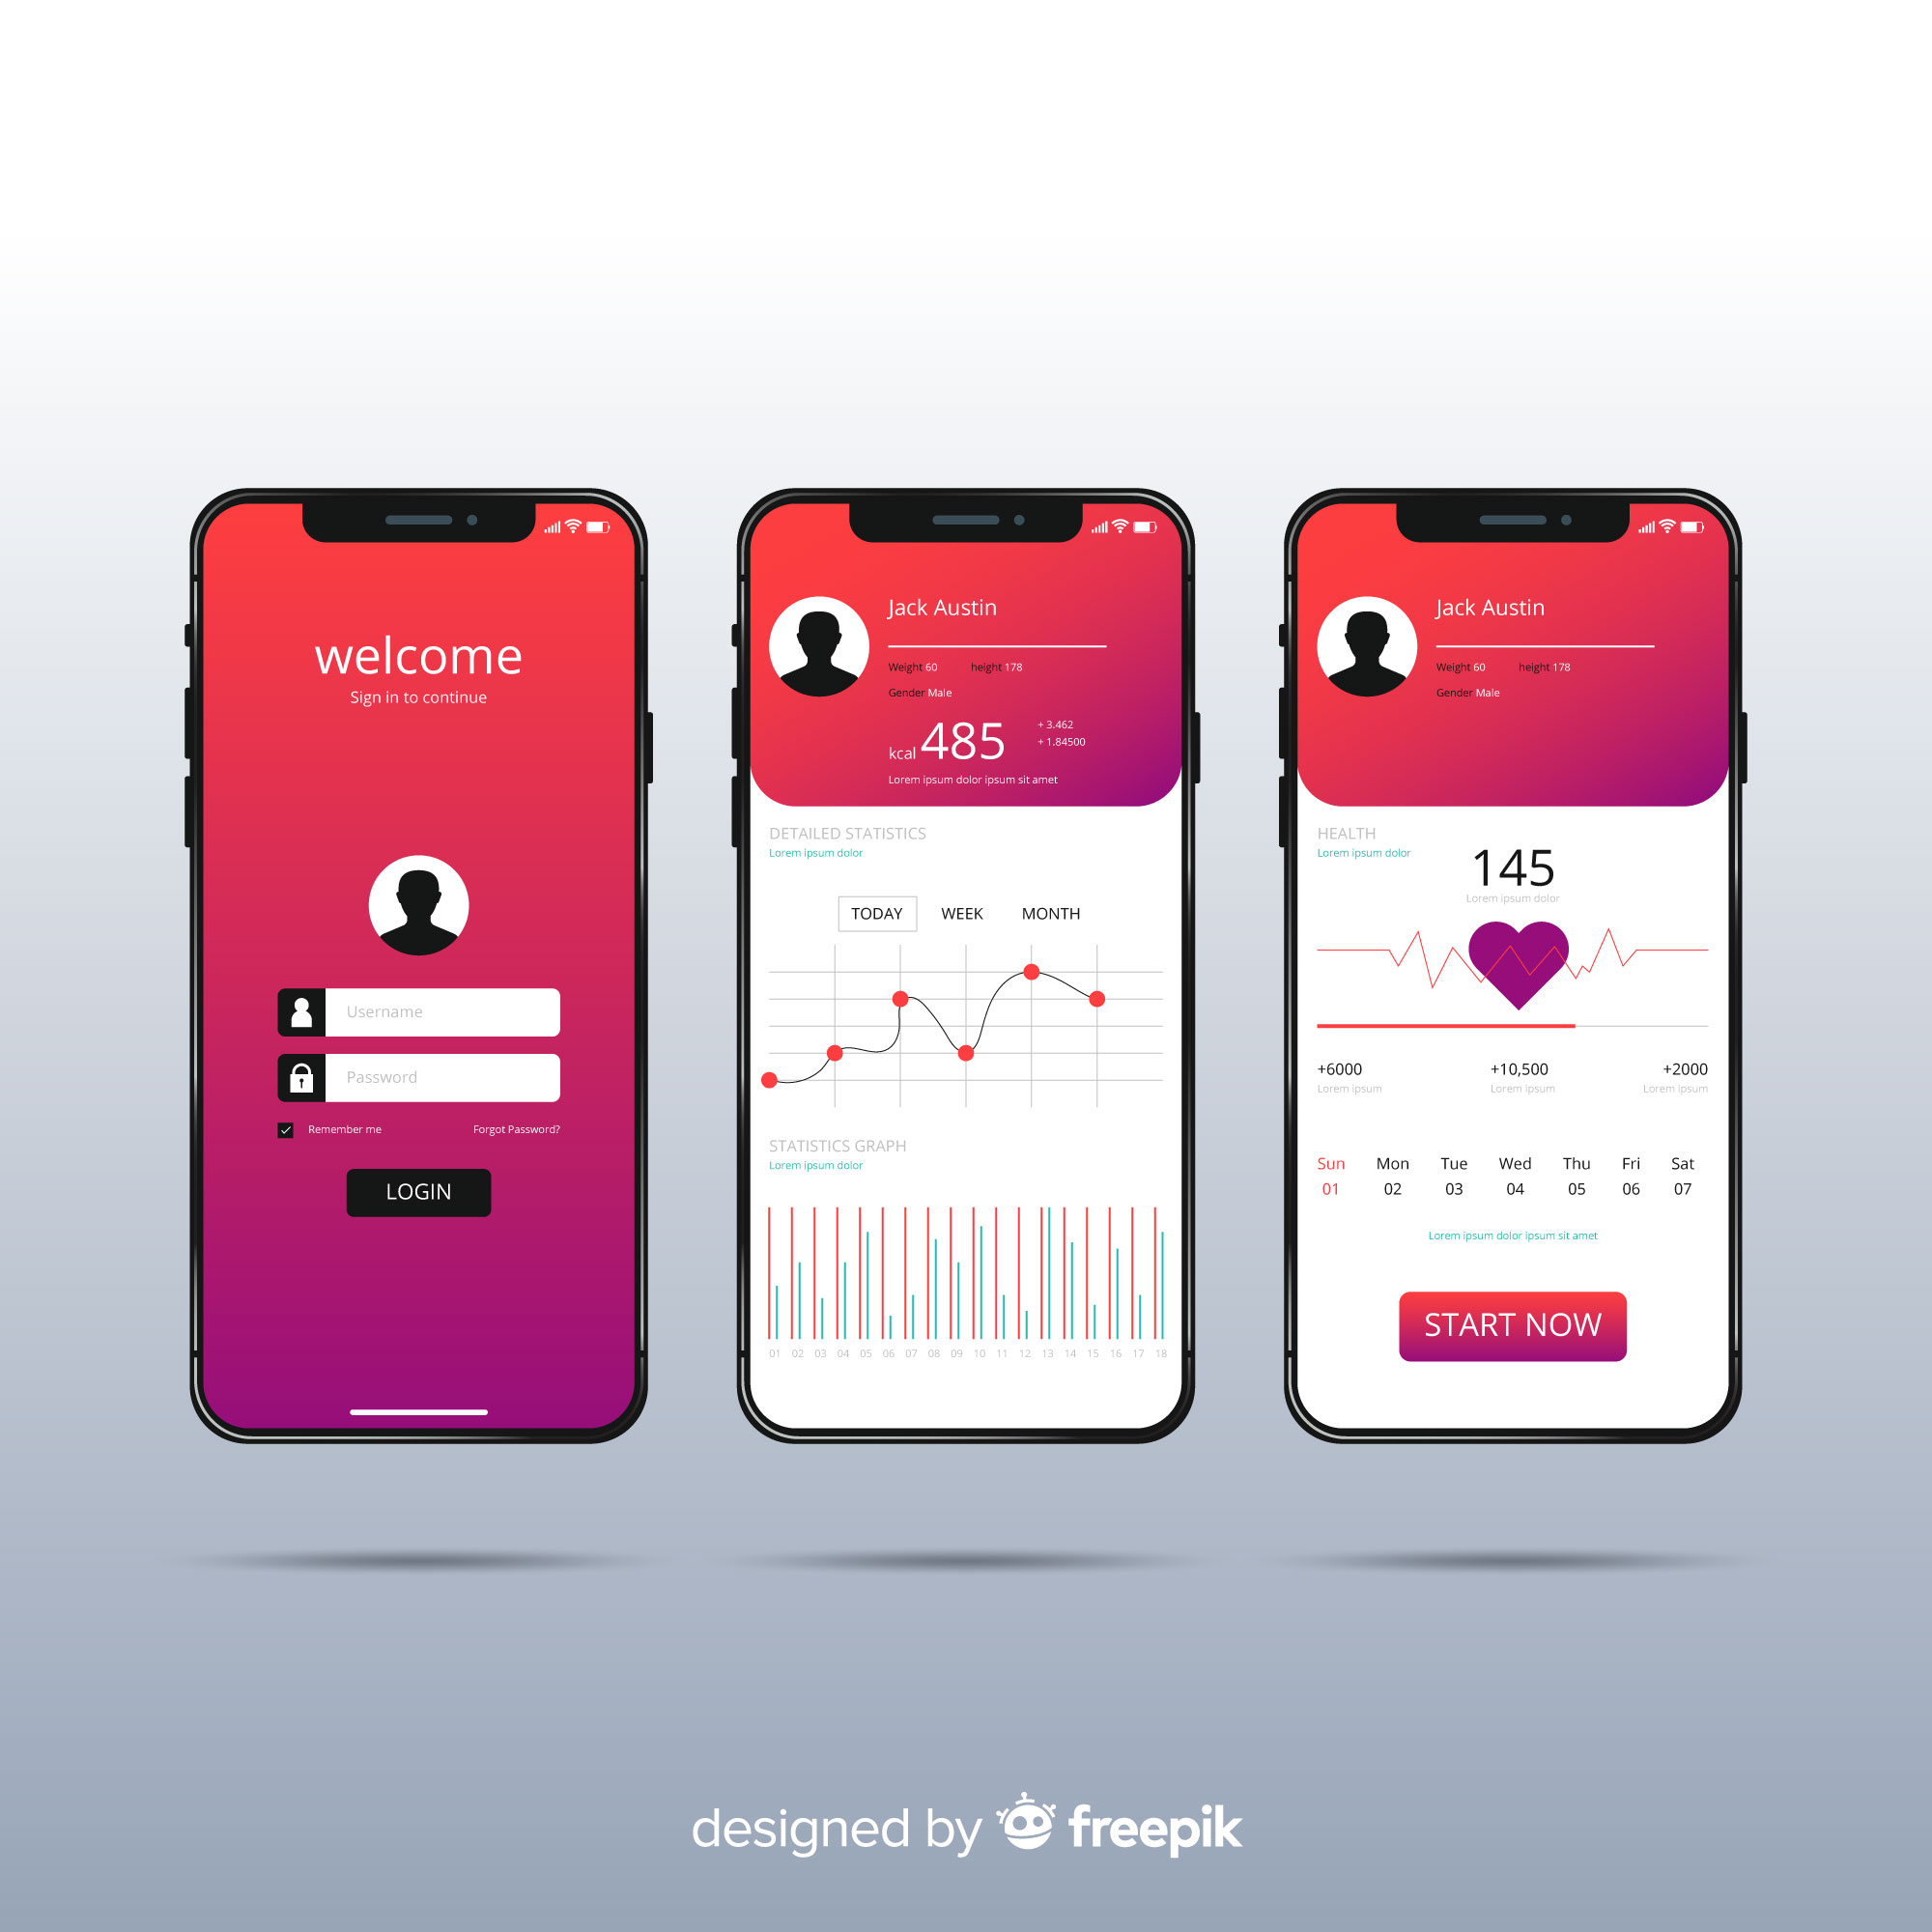 welcome
Sign in to continue
Username
Password
Remember me Forgot Password?
LOGIN
Jack Austin
Weight 60 height 178
Gender Male
kcal 485
+ 3.462
+ 1.84500
Lorem ipsum dolor ipsum sit amet
DETAILED STATISTICS
Lorem ipsum dolor
TODAY WEEK MONTH
STATISTICS GRAPH
Lorem ipsum dolor
01 02 03 04 05 06 07 08 09 10 11 12 13 14 15 16 17 18
Jack Austin
Weight 60 height 178
Gender Male
HEALTH
Lorem ipsum dolor
145
Lorem ipsum dolor
+6000 +10,500 +2000
Lorem ipsum Lorem ipsum Lorem ipsum
Sun Mon Tue Wed Thu Fri Sat
01 02 03 04 05 06 07
Lorem ipsum dolor ipsum sit amet
START NOW
designed by freepik